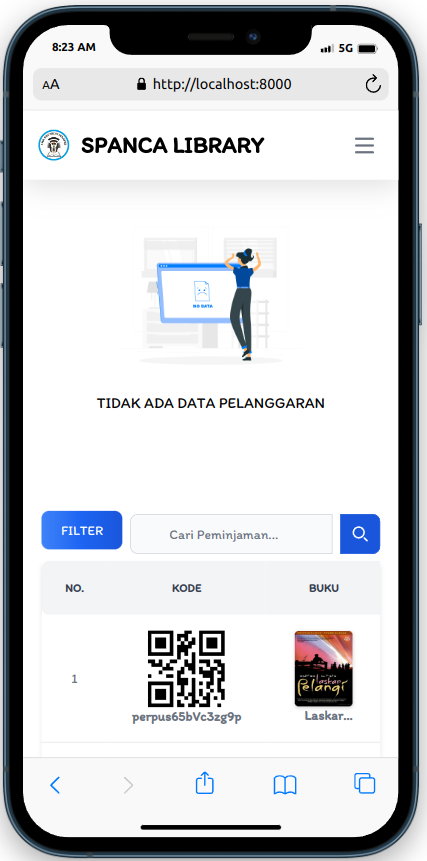 8:23 AM
5G
AA
http://localhost:8000
SPANCA LIBRARY
NO DATA
TIDAK ADA DATA PELANGGARAN
FILTER
Cari Peminjaman...
NO.
KODE
BUKU
1
laskar
Pelangi
perpus65bVc3zg9p
Laskar...